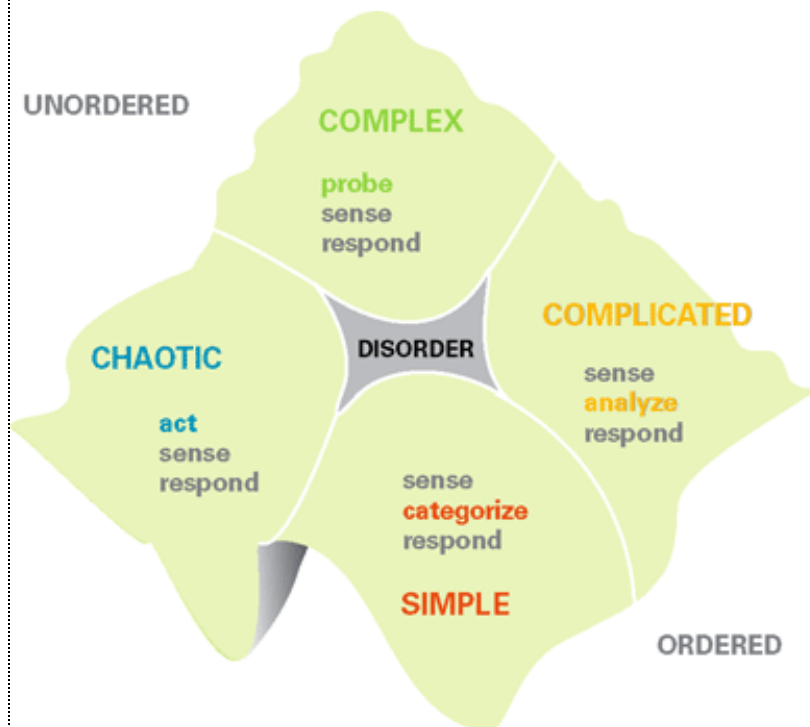 UNORDERED
COMPLEX
probe
sense
respond
COMPLICATED
sense
analyze
respond
DISORDER
CHAOTIC
act
sense
respond
sense
categorize
respond
SIMPLE
ORDERED